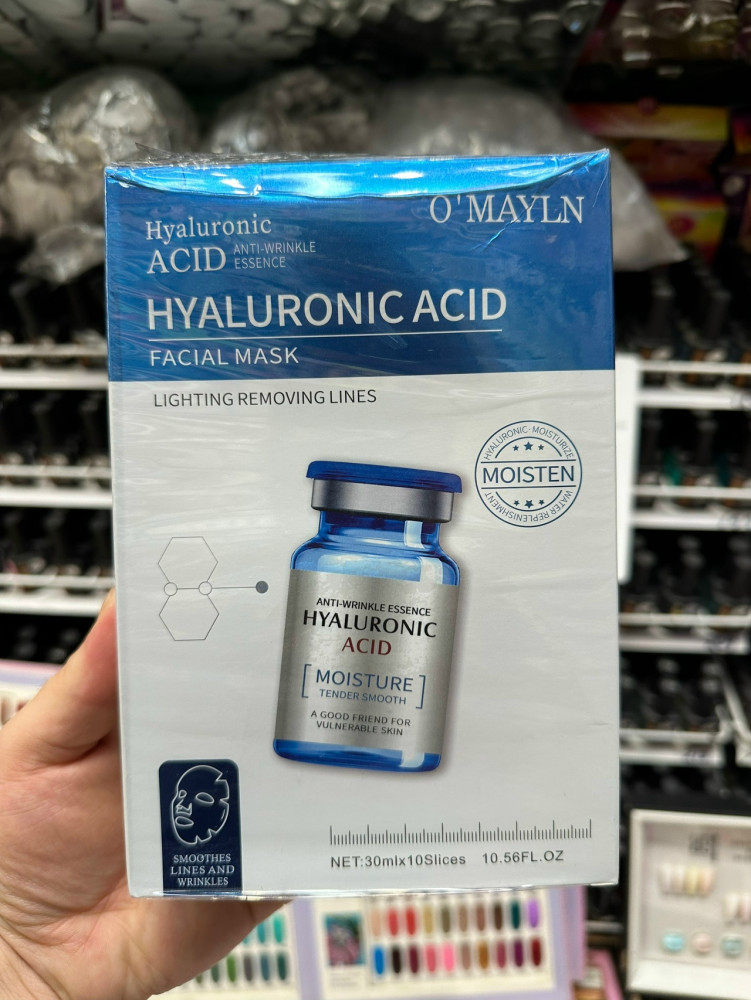 O'MAYLN
Hyaluronic
ACID ANTI-WRINKLE
ESSENCE
HYALURONIC ACID
FACIAL MASK
LIGHTING REMOVING LINES
HYALURONIC·MOISTURIZE
MOISTEN
WATER REPLENISHMENT
ANTI-WRINKLE ESSENCE
HYALURONIC
ACID
[MOISTURE
TENDER SMOOTH]
A GOOD FRIEND FOR
VULNERABLE SKIN
SMOOTHES
LINES AND
WRINKLES
NET:30mlx10Slices 10.56FL.OZ